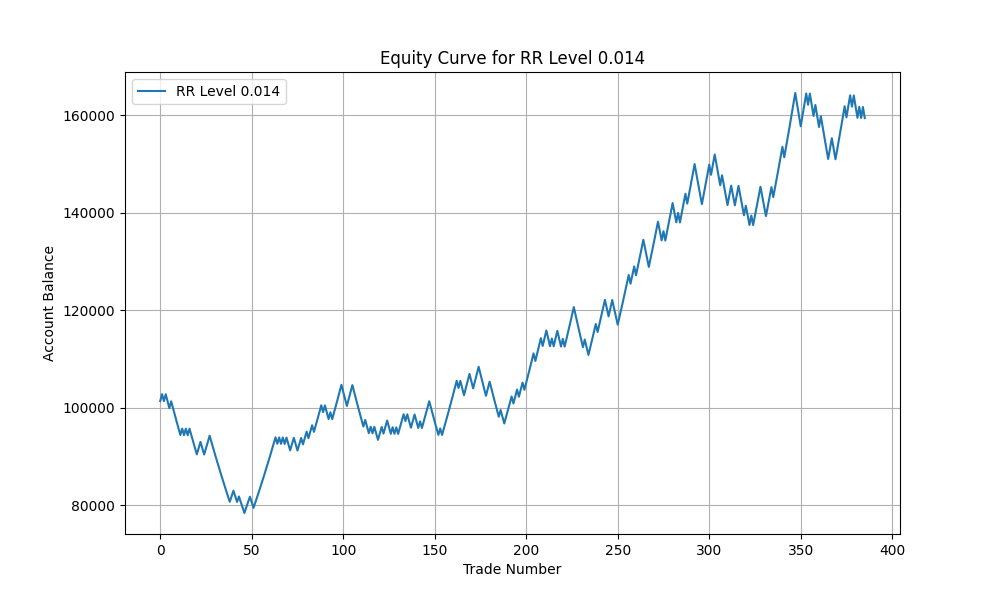 Equity Curve for RR Level 0.014
RR Level 0.014
Account Balance
160000
140000
120000
100000
80000
0 50 100 150 200 250 300 350 400
Trade Number